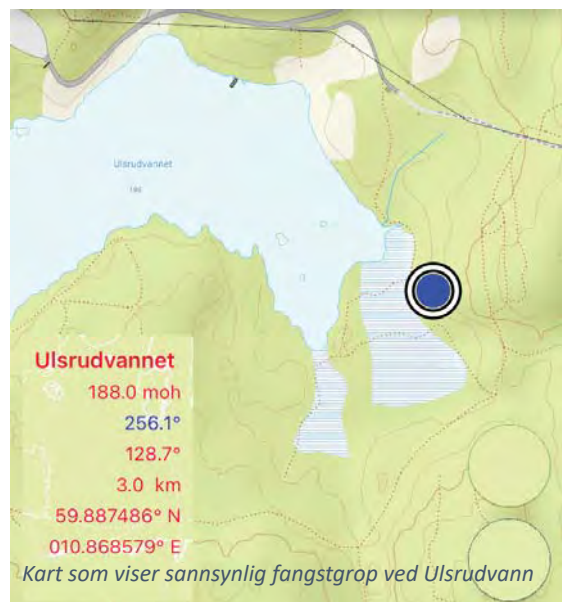 Ulsrudvannet
188
Ulsrudvannet
188.0 moh
256.1°
128.7°
3.0 km
59.887486° N
010.868579° E
Kart som viser sannsynlig fangstgrop ved Ulsrudvann